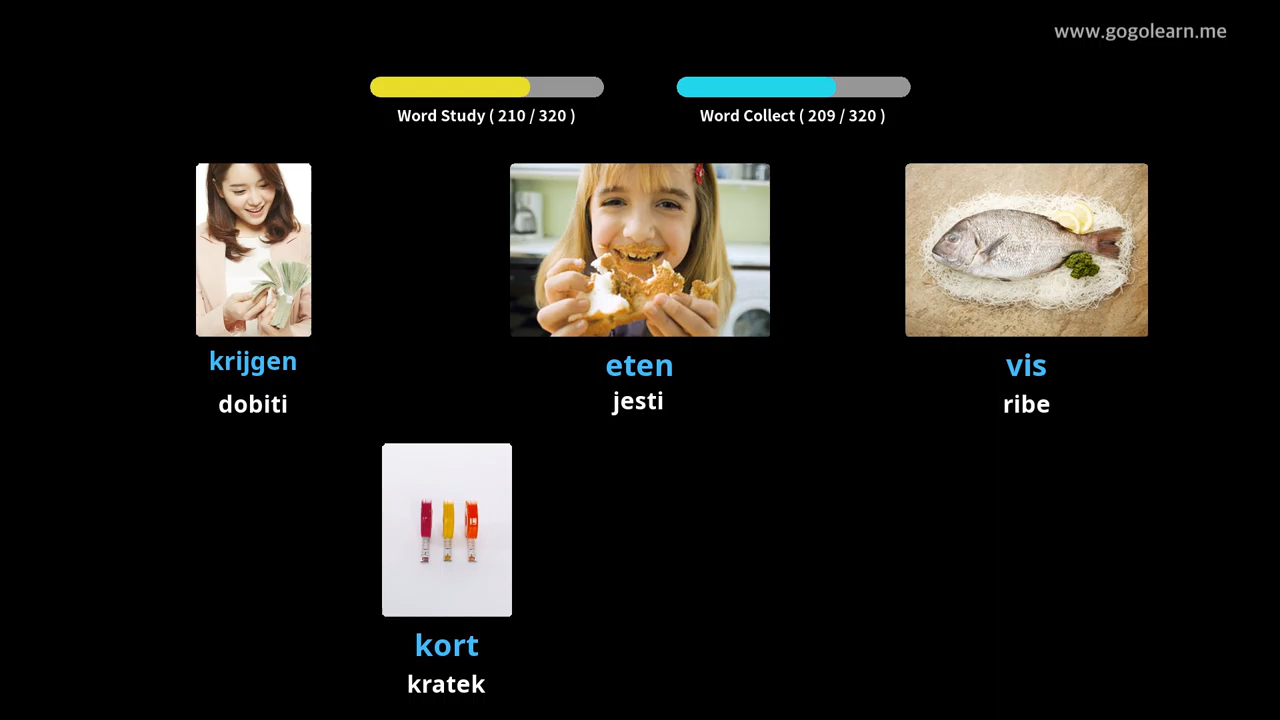 www.gogolearn.me
Word Study ( 210 / 320 )
Word Collect ( 209 / 320 )
krijgen
dobiti
eten
jesti
vis
ribe
kort
kratek